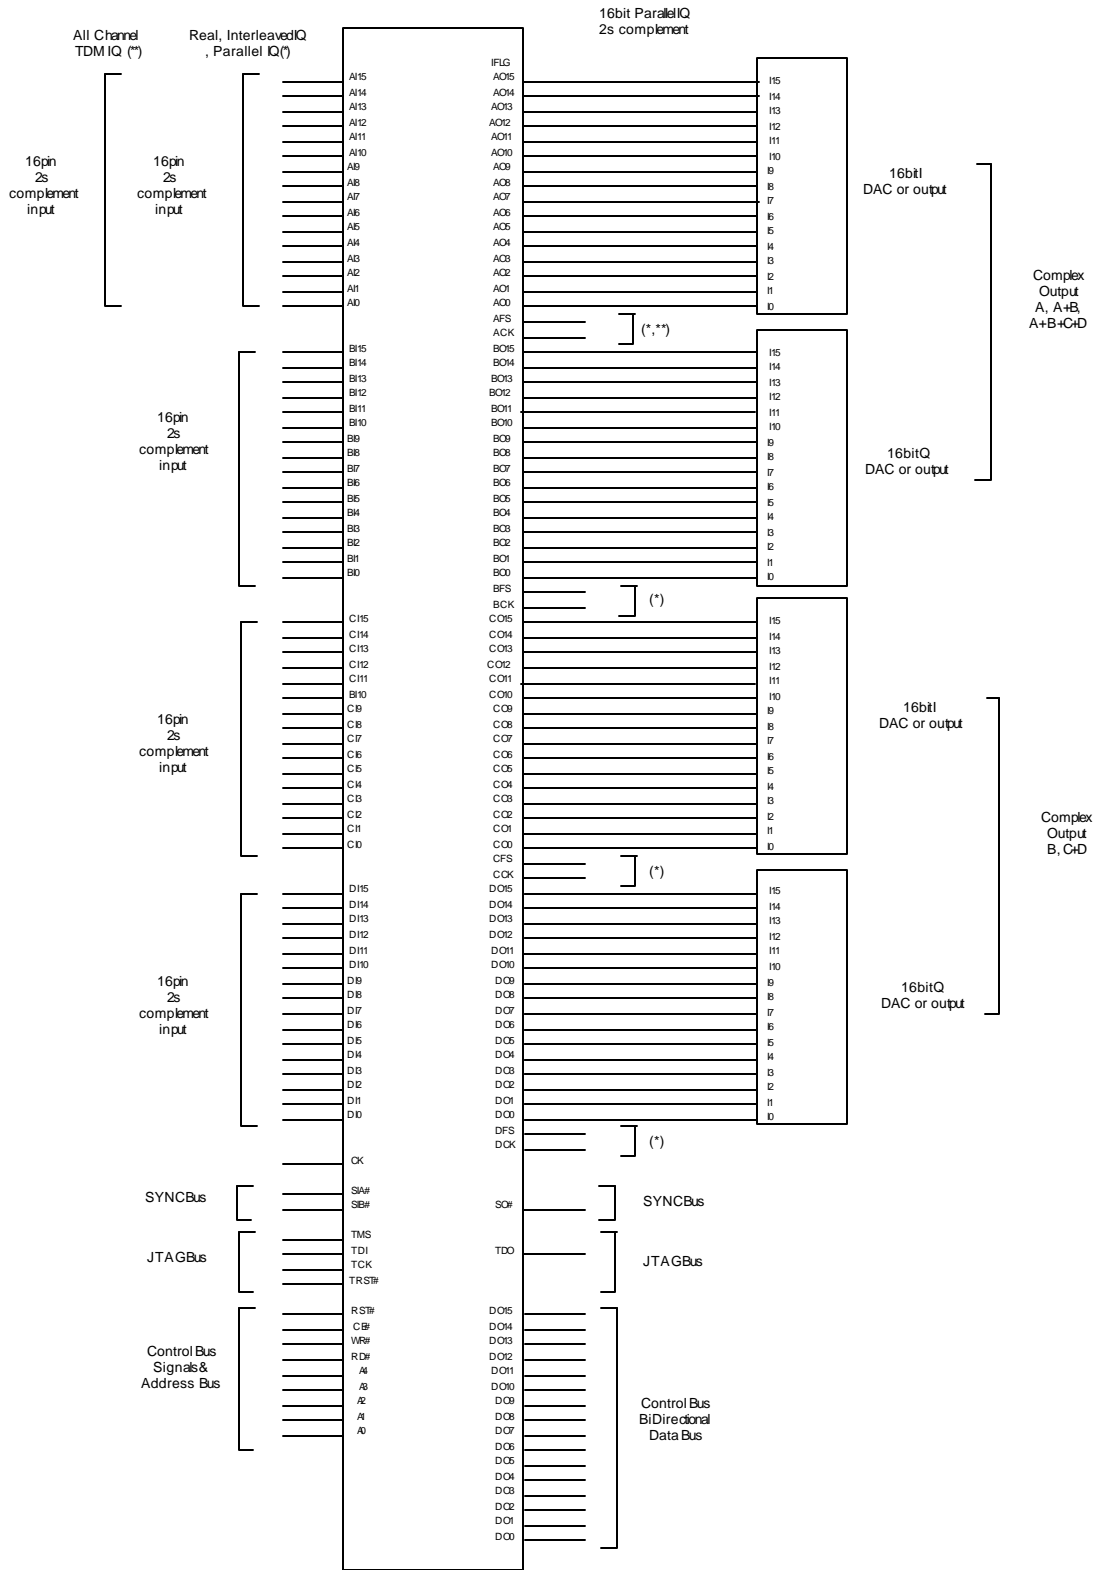 16bit ParallelIQ
2s complement
All Channel
TDM IQ (**)
Real, InterleavedIQ
, Parallel IQ(*)
16pin
2s
complement
input
16pin
2s
complement
input
IFLG
AI15
AI14
AI13
AI12
AI11
AI10
AI9
AI8
AI7
AI6
AI5
AI4
AI3
AI2
AI1
AI0
AO15
AO14
AO13
AO12
AO11
AO10
AO9
AO8
AO7
AO6
AO5
AO4
AO3
AO2
AO1
AO0
AFS
ACK
(*,**)
I15
I14
I13
I12
I11
I10
I9
I8
I7
I6
I5
I4
I3
I2
I1
I0
16bitI
DAC or output
Complex
Output
A, A+B,
A+B+C+D
16pin
2s
complement
input
BI15
BI14
BI13
BI12
BI11
BI10
BI9
BI8
BI7
BI6
BI5
BI4
BI3
BI2
BI1
BI0
BO15
BO14
BO13
BO12
BO11
BO10
BO9
BO8
BO7
BO6
BO5
BO4
BO3
BO2
BO1
BO0
BFS
BCK
(*)
I15
I14
I13
I12
I11
I10
I9
I8
I7
I6
I5
I4
I3
I2
I1
I0
16bitQ
DAC or output
16pin
2s
complement
input
CI15
CI14
CI13
CI12
CI11
BI10
CI9
CI8
CI7
CI6
CI5
CI4
CI3
CI2
CI1
CI0
CO15
CO14
CO13
CO12
CO11
CO10
CO9
CO8
CO7
CO6
CO5
CO4
CO3
CO2
CO1
CO0
CFS
CCK
(*)
I15
I14
I13
I12
I11
I10
I9
I8
I7
I6
I5
I4
I3
I2
I1
I0
16bitI
DAC or output
Complex
Output
B, C+D
16pin
2s
complement
input
DI15
DI14
DI13
DI12
DI11
DI10
DI9
DI8
DI7
DI6
DI5
DI4
DI3
DI2
DI1
DI0
DO15
DO14
DO13
DO12
DO11
DO10
DO9
DO8
DO7
DO6
DO5
DO4
DO3
DO2
DO1
DO0
DFS
DCK
(*)
I15
I14
I13
I12
I11
I10
I9
I8
I7
I6
I5
I4
I3
I2
I1
I0
16bitQ
DAC or output
CK
SYNCBus
SIA#
SIB#
SO#
SYNCBus
JTAGBus
TMS
TDI
TCK
TRST#
TDO
JTAGBus
Control Bus
Signals&
Address Bus
RST#
CE#
WR#
RD#
A4
A3
A2
A1
A0
DO15
DO14
DO13
DO12
DO11
DO10
DO9
DO8
DO7
DO6
DO5
DO4
DO3
DO2
DO1
DO0
Control Bus
BiDirectional
Data Bus